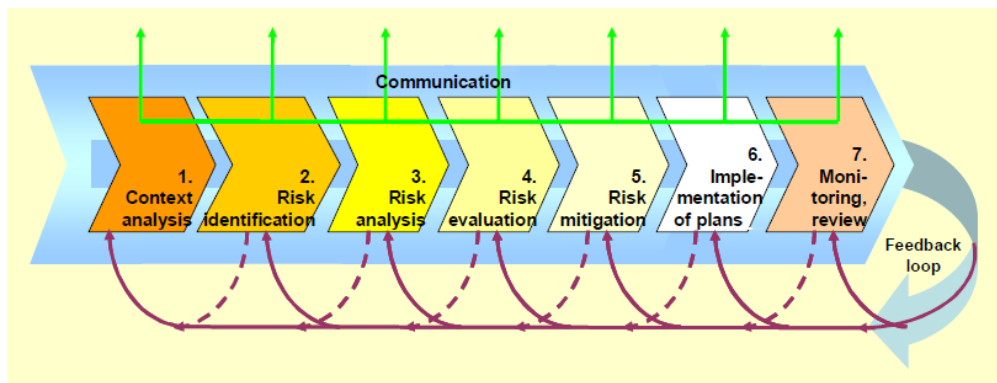 Communication
1.
Context
analysis
2.
Risk
identification
3.
Risk
analysis
4.
Risk
evaluation
5.
Risk
mitigation
6.
Imple-
mentation
of plans
7.
Moni-
toring,
review
Feedback
loop